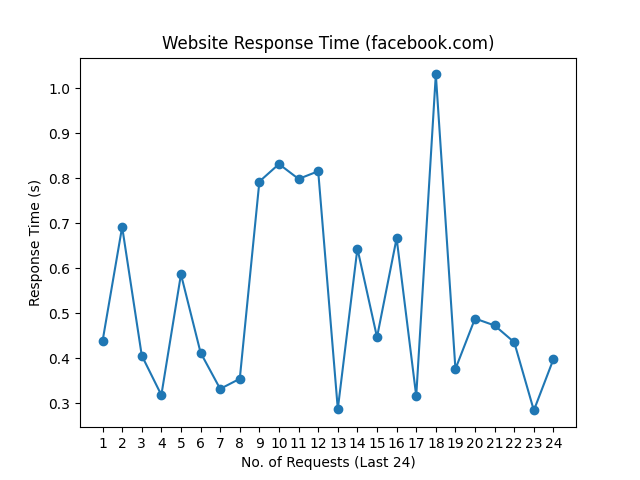 Website Response Time (facebook.com)
1.0
0.9
0.8
0.7
0.6
0.5
0.4
0.3
Response Time (s)
1 2 3 4 5 6 7 8 9 10 11 12 13 14 15 16 17 18 19 20 21 22 23 24
No. of Requests (Last 24)